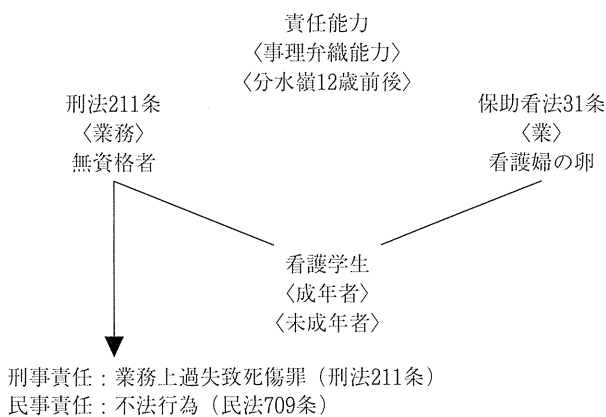 責任能力
〈事理弁織能力〉
〈分水嶺12歳前後〉
刑法211条
〈業務〉
無資格者
保助看法31条
〈業〉
看護婦の卵
看護学生
〈成年者〉
〈未成年者〉
刑事責任：業務上過失致死傷罪（刑法211条）
民事責任：不法行為（民法709条）